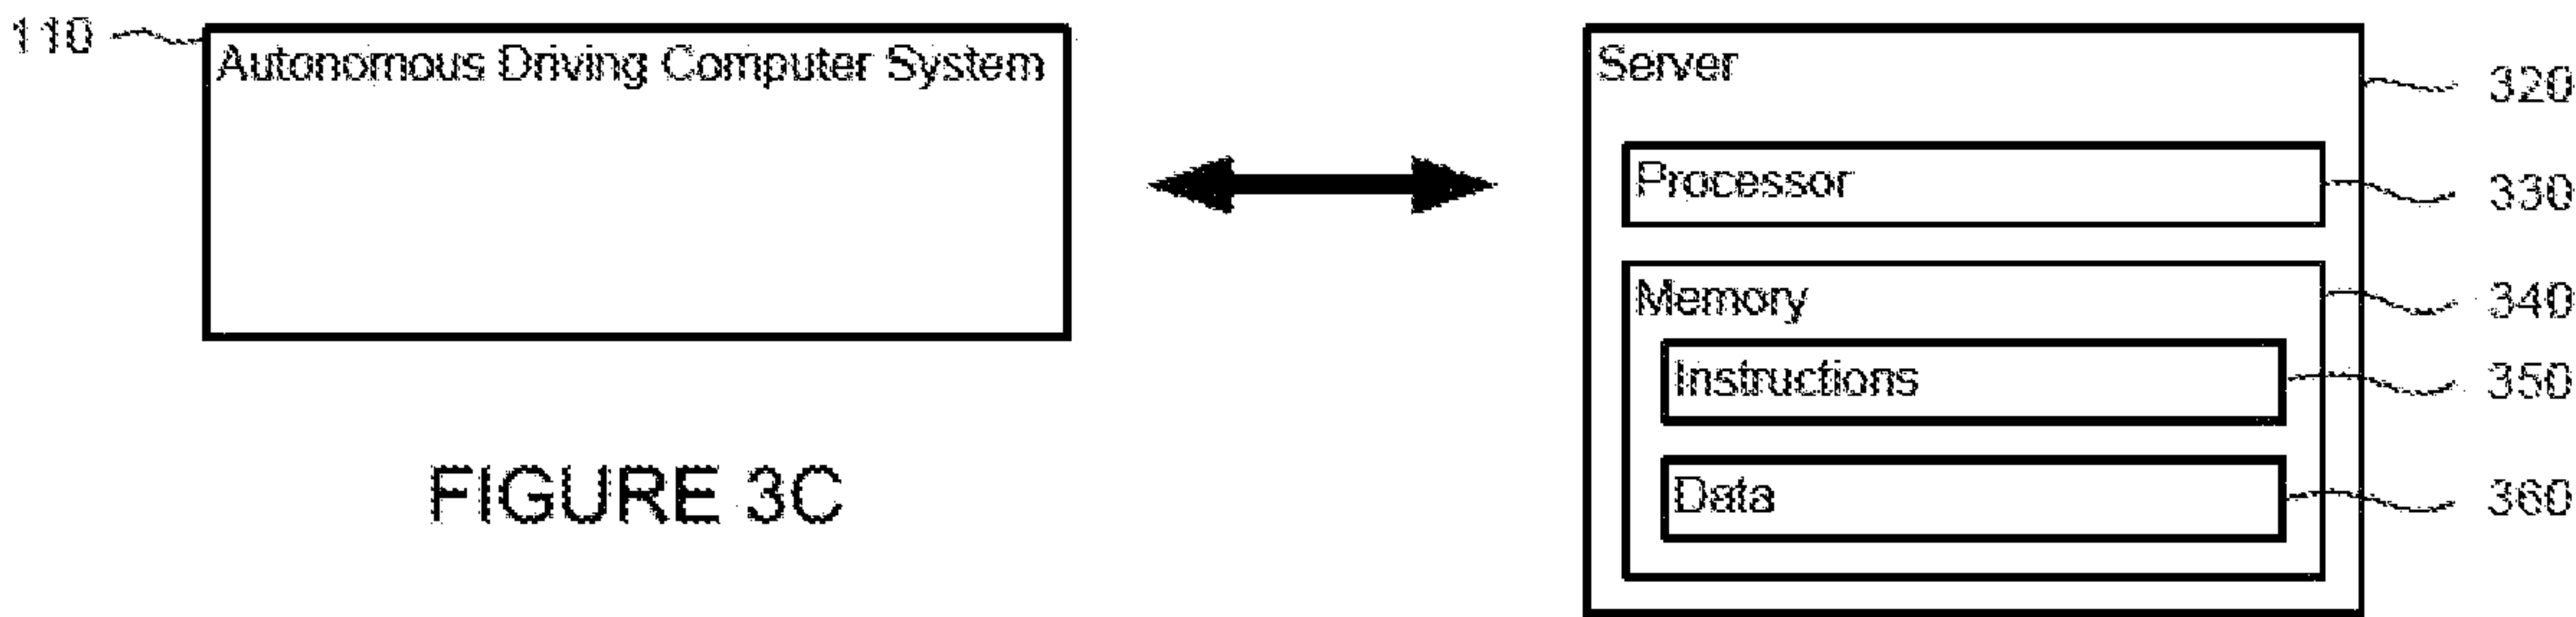 110
Autonomous Driving Computer System
Server
320
Processor
330
Memory
340
Instructions
350
Data
360
FIGURE 3C